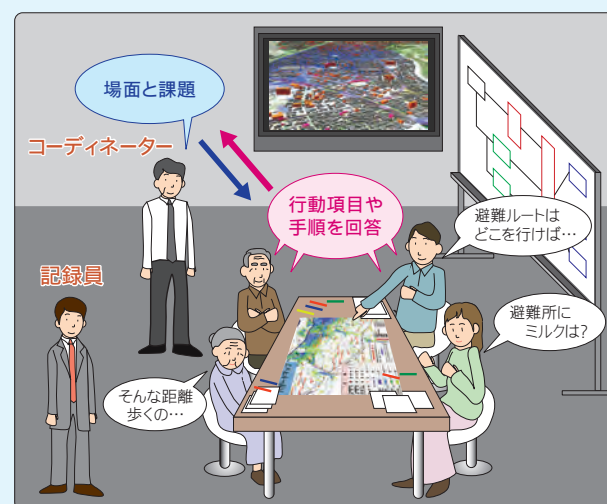 場面と課題
コーディネーター
行動項目や
手順を回答
避難ルートは
どこを行けば…
記録員
避難所に
ミルクは?
そんな距離
歩くの…